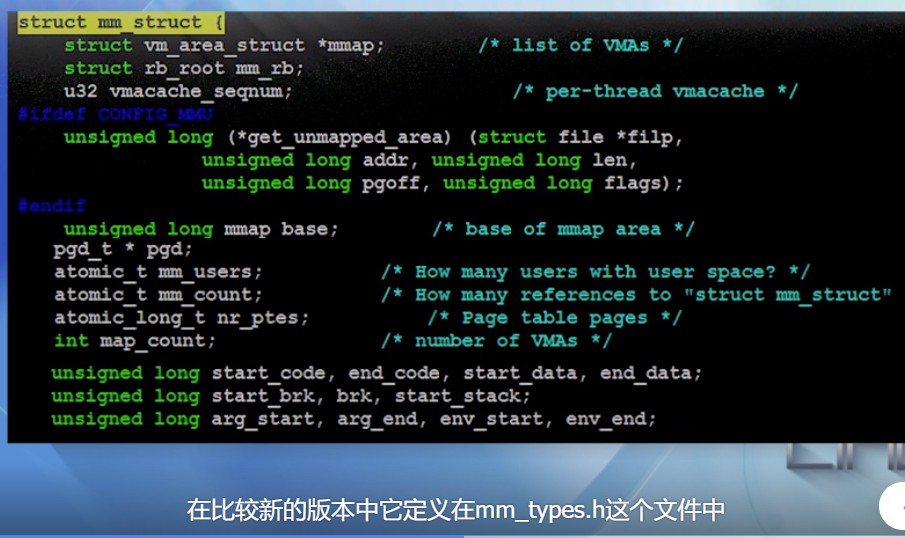 struct mm_struct {
struct vm_area_struct *mmap; /* list of VMAs */
struct rb_root mm_rb;
u32 vmacache_seqnum; /* per-thread vmacache */
#ifdef CONFIG_MMU
unsigned long (*get_unmapped_area) (struct file *filp,
unsigned long addr, unsigned long len,
unsigned long pgoff, unsigned long flags);
#endif
unsigned long mmap base; /* base of mmap area */
pgd_t * pgd;
atomic_t mm_users; /* How many users with user space? */
atomic_t mm_count; /* How many references to "struct mm_struct"
atomic_long_t nr_ptes; /* Page table pages */
int map_count; /* number of VMAs */
unsigned long start_code, end_code, start_data, end_data;
unsigned long start_brk, brk, start_stack;
unsigned long arg_start, arg_end, env_start, env_end;
在比较新的版本中它定义在mm_types.h这个文件中